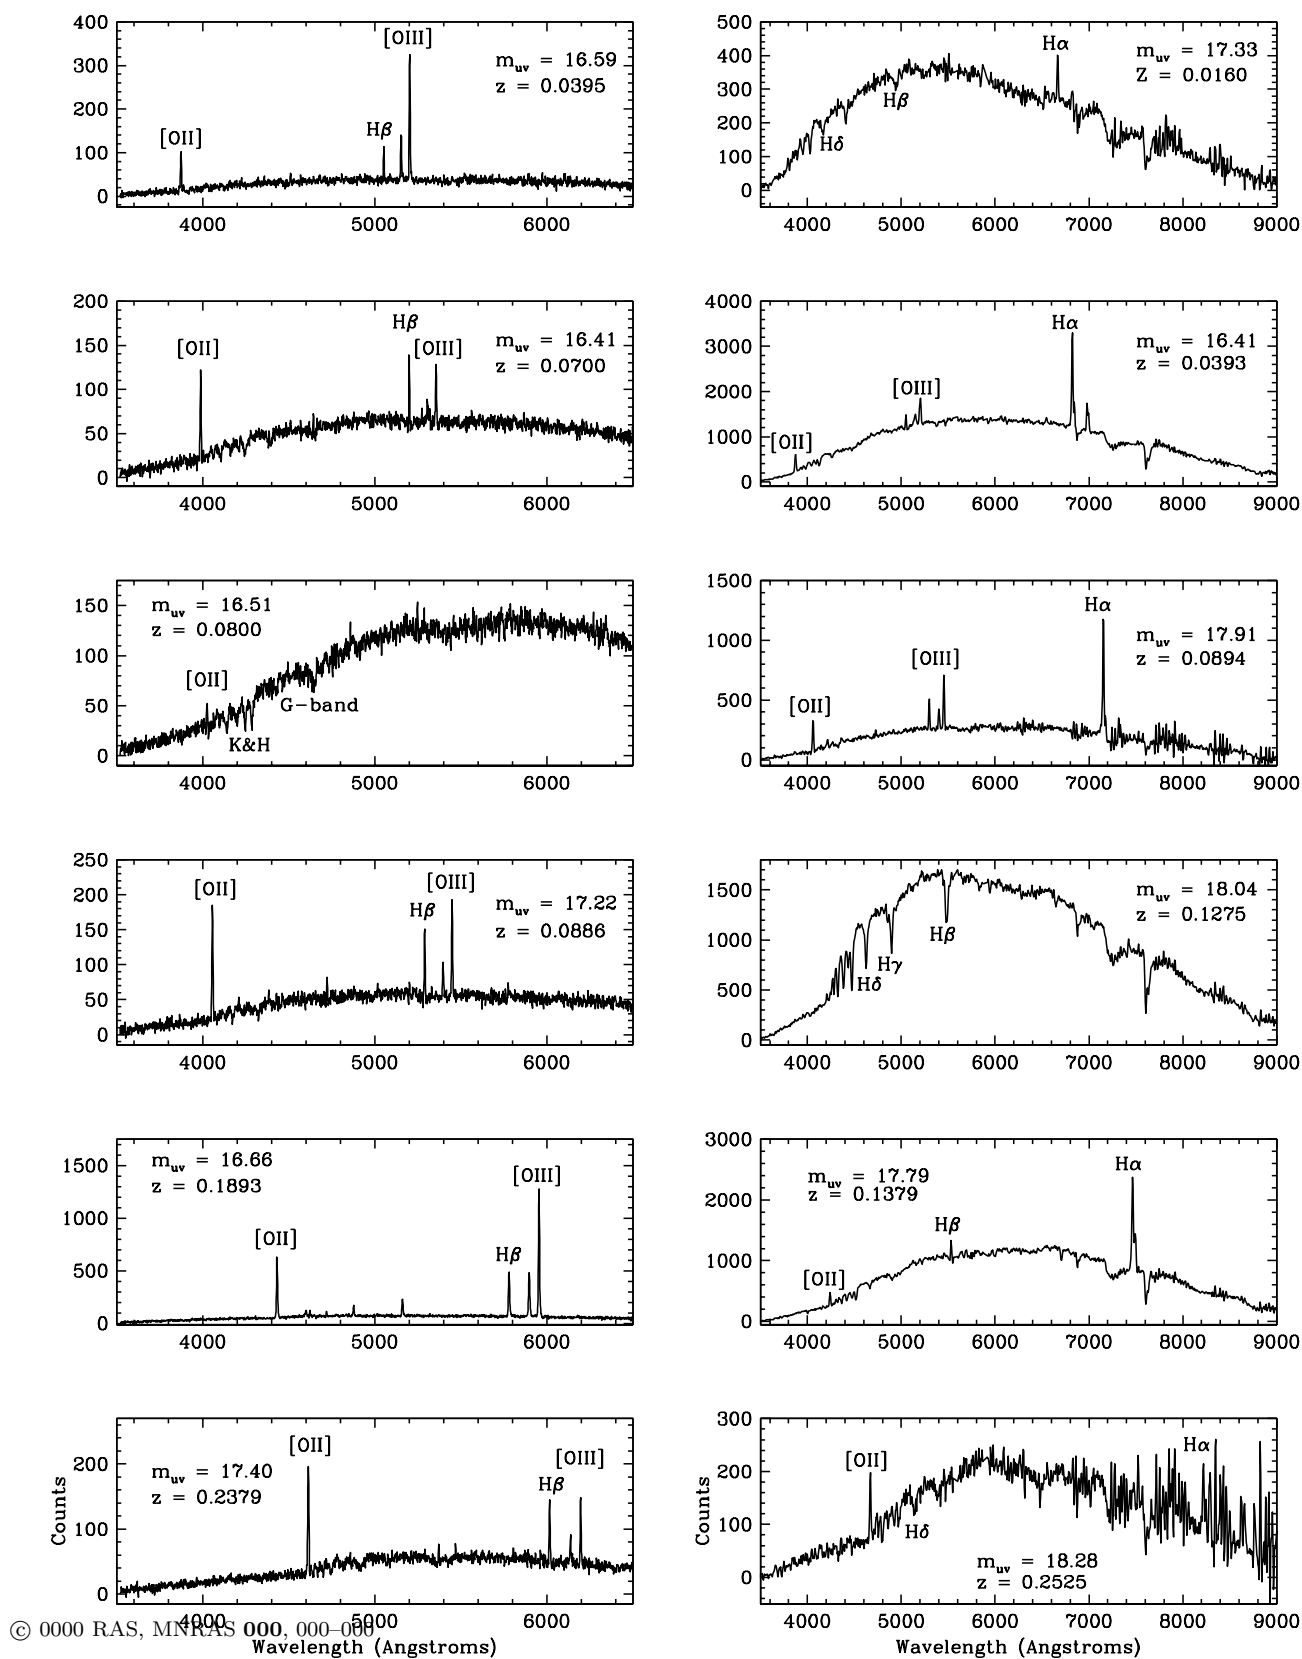 400
300
200
100
0
4000 5000 6000
[OII]
Hβ
[OIII]
m_uv = 16.59
z = 0.0395
500
400
300
200
100
0
4000 5000 6000 7000 8000 9000
Hδ
Hβ
Hα
m_uv = 17.33
Z = 0.0160
200
150
100
50
0
4000 5000 6000
[OII]
Hβ
[OIII]
m_uv = 16.41
z = 0.0700
4000
3000
2000
1000
0
4000 5000 6000 7000 8000 9000
[OII]
[OIII]
Hα
m_uv = 16.41
z = 0.0393
150
100
50
0
4000 5000 6000
m_uv = 16.51
z = 0.0800
[OII]
K&H
G-band
1500
1000
500
0
4000 5000 6000 7000 8000 9000
[OII]
[OIII]
Hα
m_uv = 17.91
z = 0.0894
250
200
150
100
50
0
4000 5000 6000
[OII]
Hβ
[OIII]
m_uv = 17.22
z = 0.0886
1500
1000
500
0
4000 5000 6000 7000 8000 9000
Hδ
Hγ
Hβ
m_uv = 18.04
z = 0.1275
1500
1000
500
0
4000 5000 6000
m_uv = 16.66
z = 0.1893
[OII]
Hβ
[OIII]
3000
2000
1000
0
4000 5000 6000 7000 8000 9000
m_uv = 17.79
z = 0.1379
[OII]
Hβ
Hα
200
100
0
4000 5000 6000
Counts
Wavelength (Angstroms)
m_uv = 17.40
z = 0.2379
[OII]
Hβ
[OIII]
300
200
100
0
4000 5000 6000 7000 8000 9000
Counts
Wavelength (Angstroms)
[OII]
Hδ
Hα
m_uv = 18.28
z = 0.2525
© 0000 RAS, MNRAS 000, 000–000